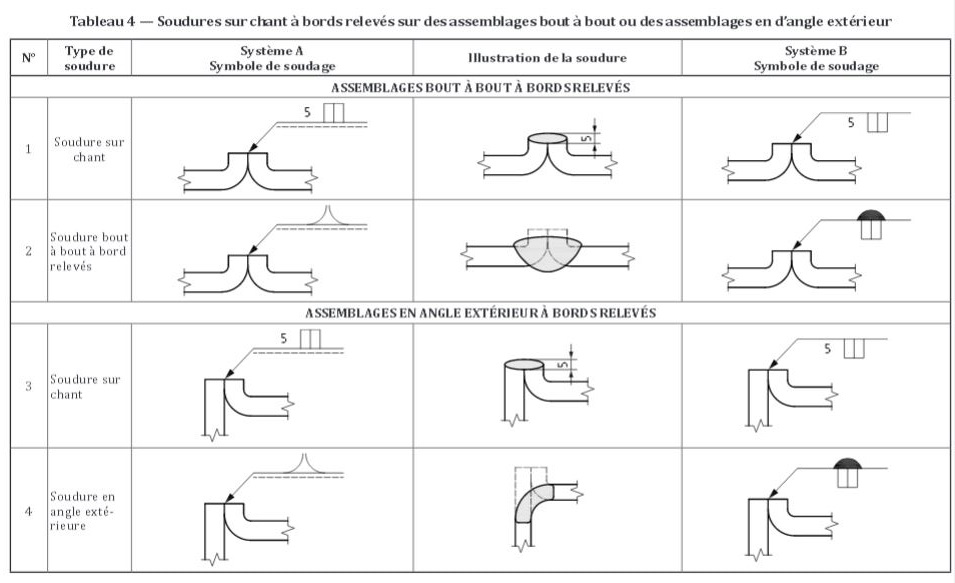 Tableau 4 — Soudures sur chant à bords relevés sur des assemblages bout à bout ou des assemblages en d'angle extérieur
N°
Type de
soudure
Système A
Symbole de soudage
Illustration de la soudure
Système B
Symbole de soudage
ASSEMBLAGES BOUT À BOUT À BORDS RELEVÉS
1
Soudure sur
chant
5
5
5
2
Soudure bout
à bout à bord
relevés
ASSEMBLAGES EN ANGLE EXTÉRIEUR À BORDS RELEVÉS
3
Soudure sur
chant
5
5
5
4
Soudure en
angle exté-
rieure